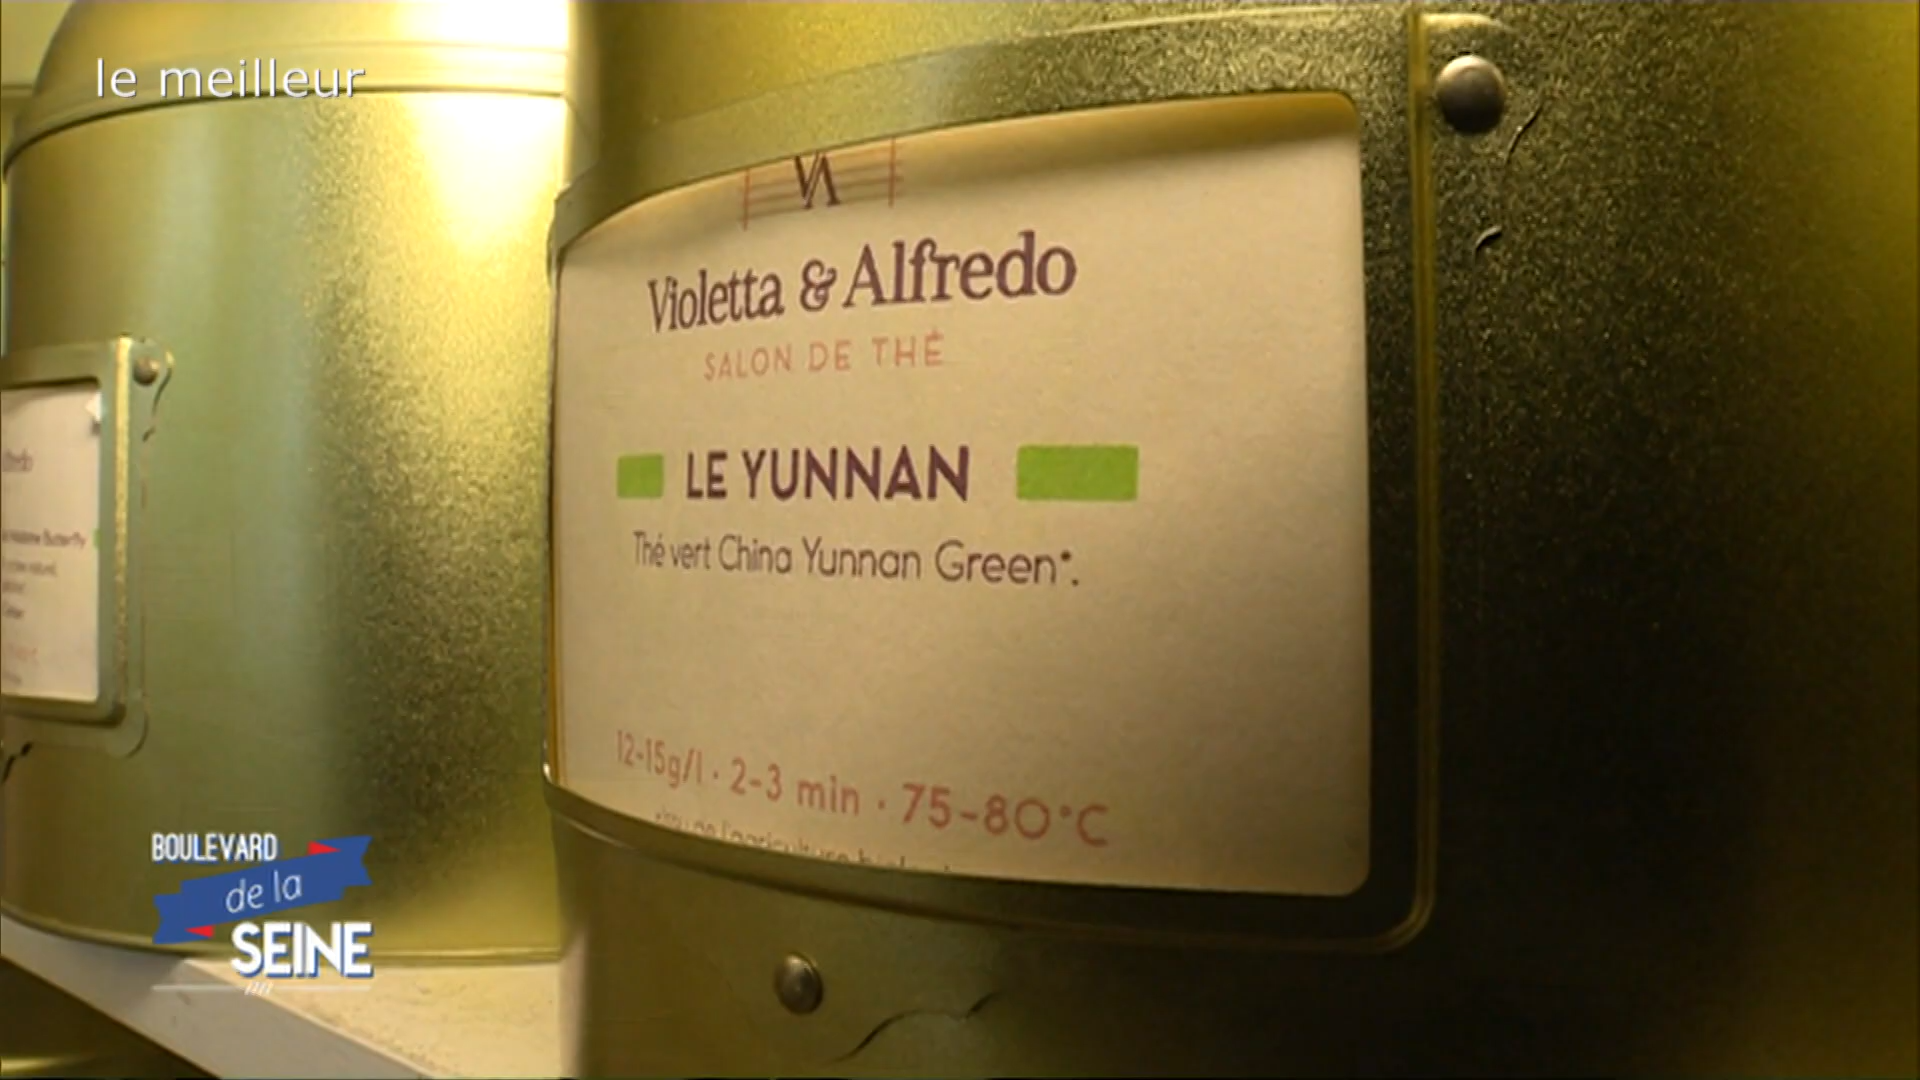 le meilleur
VA
Violetta & Alfredo
SALON DE THÉ
LE YUNNAN
Thé vert China Yunnan Green*.
12-15g/l · 2-3 min · 75-80°C
Butterfly
BOULEVARD
de la
SEINE